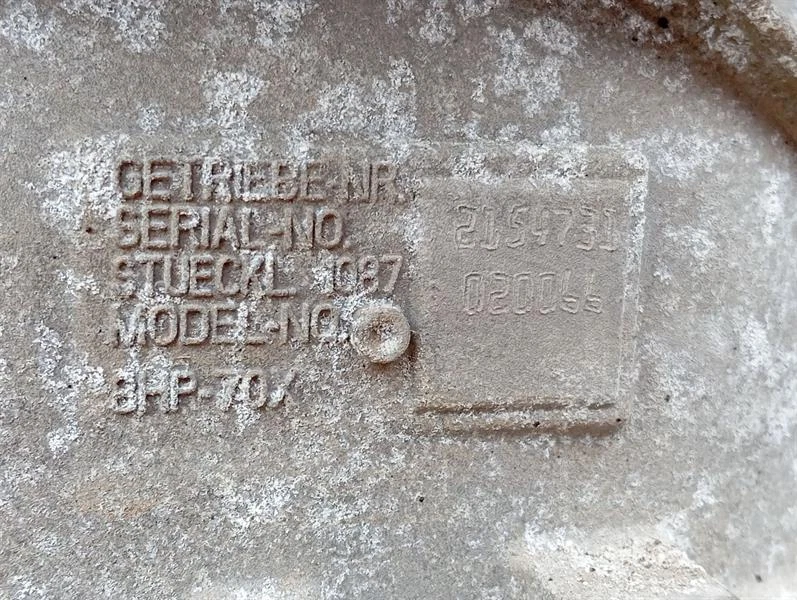 GETRIEBE-NR.
SERIAL-NO.
STUECKL. 1087
MODEL-NO.
8HP-70X
2154731
020066